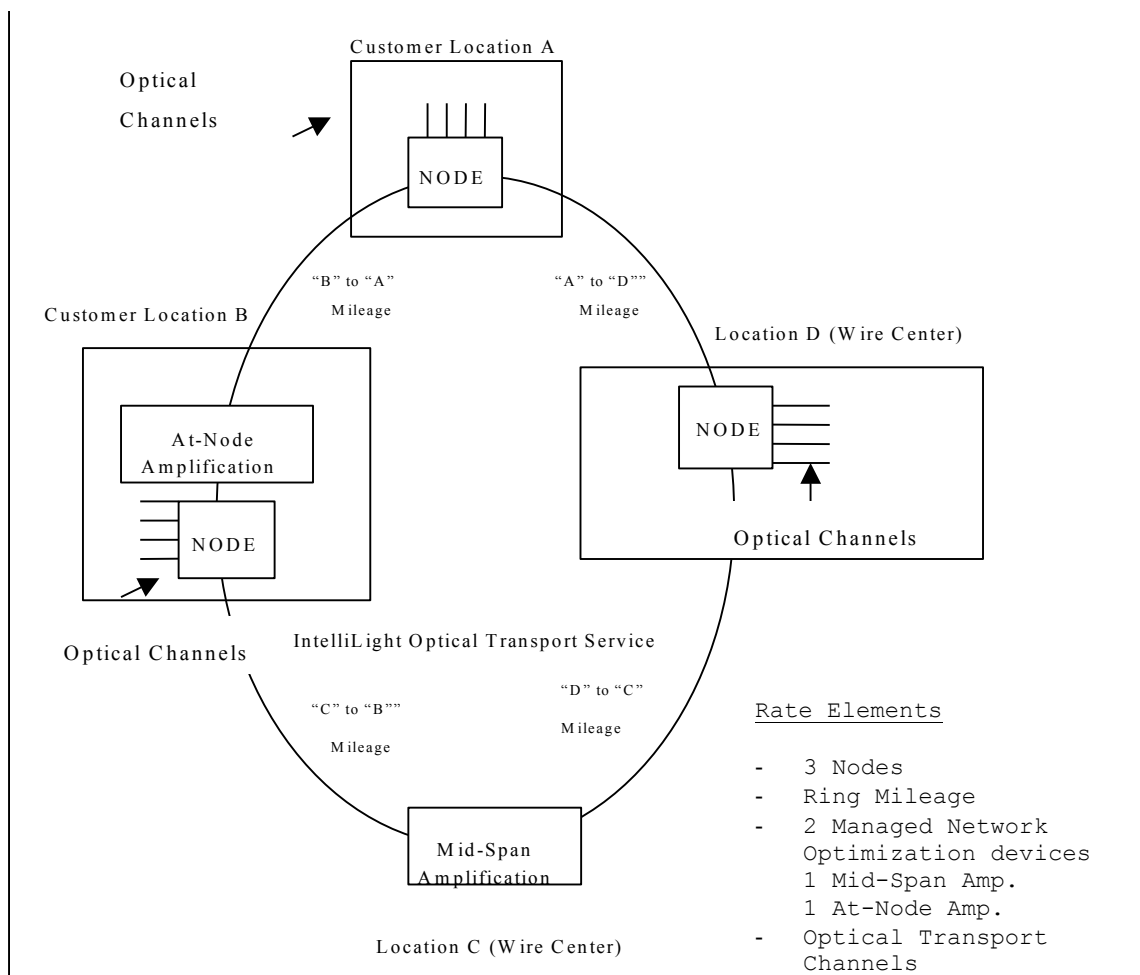 Customer Location A
Optical
Channels
NODE
“B” to “A”
Mileage
“A” to “D””
Mileage
Customer Location B
Location D (Wire Center)
At-Node
Amplification
NODE
NODE
Optical Channels
Optical Channels
IntelliLight Optical Transport Service
“C” to “B””
Mileage
“D” to “C”
Mileage
Rate Elements
- 3 Nodes
- Ring Mileage
- 2 Managed Network
Optimization devices
1 Mid-Span Amp.
1 At-Node Amp.
- Optical Transport
Channels
Mid-Span
Amplification
Location C (Wire Center)